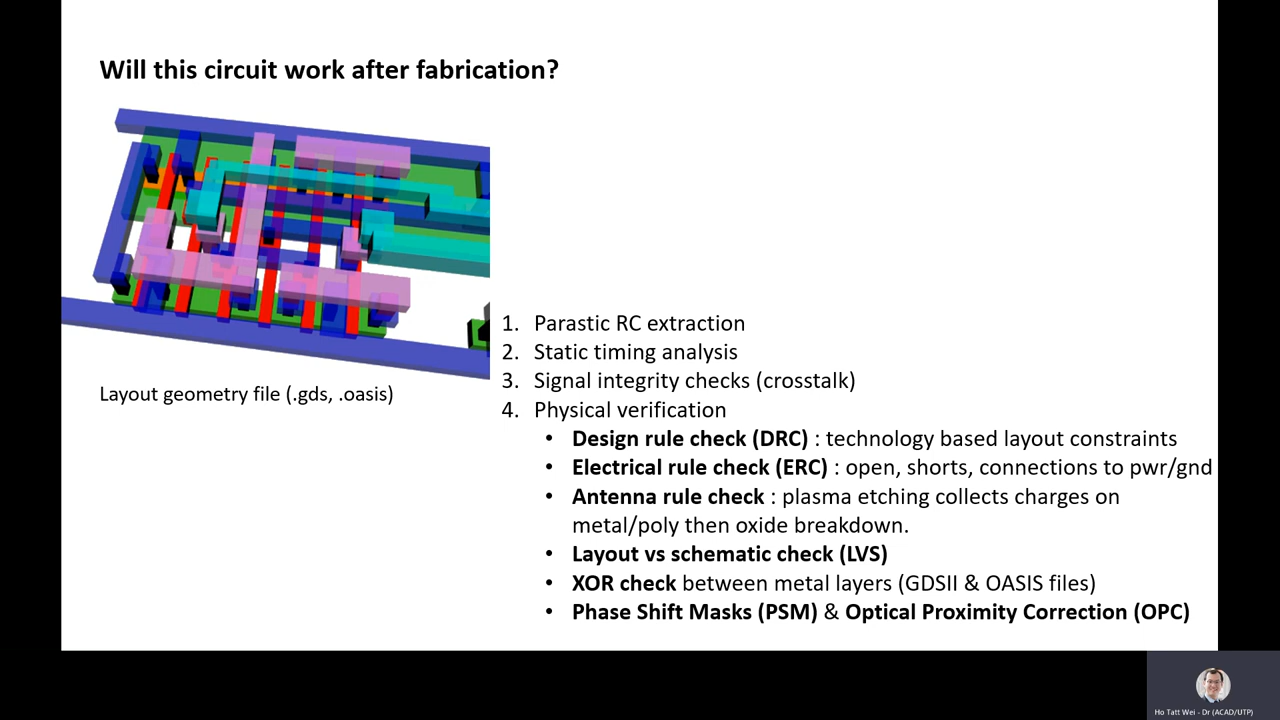 Will this circuit work after fabrication?
Layout geometry file (.gds, .oasis)
1. Parastic RC extraction
2. Static timing analysis
3. Signal integrity checks (crosstalk)
4. Physical verification
• Design rule check (DRC) : technology based layout constraints
• Electrical rule check (ERC) : open, shorts, connections to pwr/gnd
• Antenna rule check : plasma etching collects charges on
metal/poly then oxide breakdown.
• Layout vs schematic check (LVS)
• XOR check between metal layers (GDSII & OASIS files)
• Phase Shift Masks (PSM) & Optical Proximity Correction (OPC)
Ho Tatt Wei - Dr (ACAD/UTP)